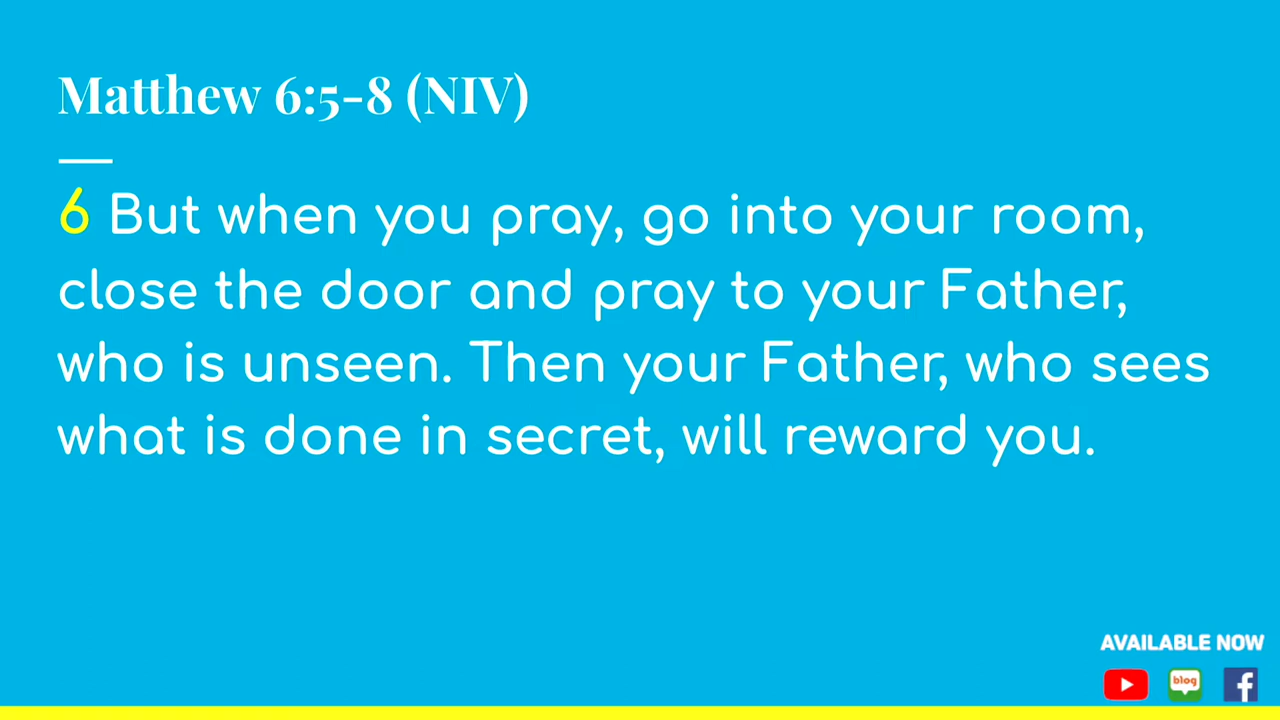 Matthew 6:5-8 (NIV)
6 But when you pray, go into your room,
close the door and pray to your Father,
who is unseen. Then your Father, who sees
what is done in secret, will reward you.
AVAILABLE NOW
blog